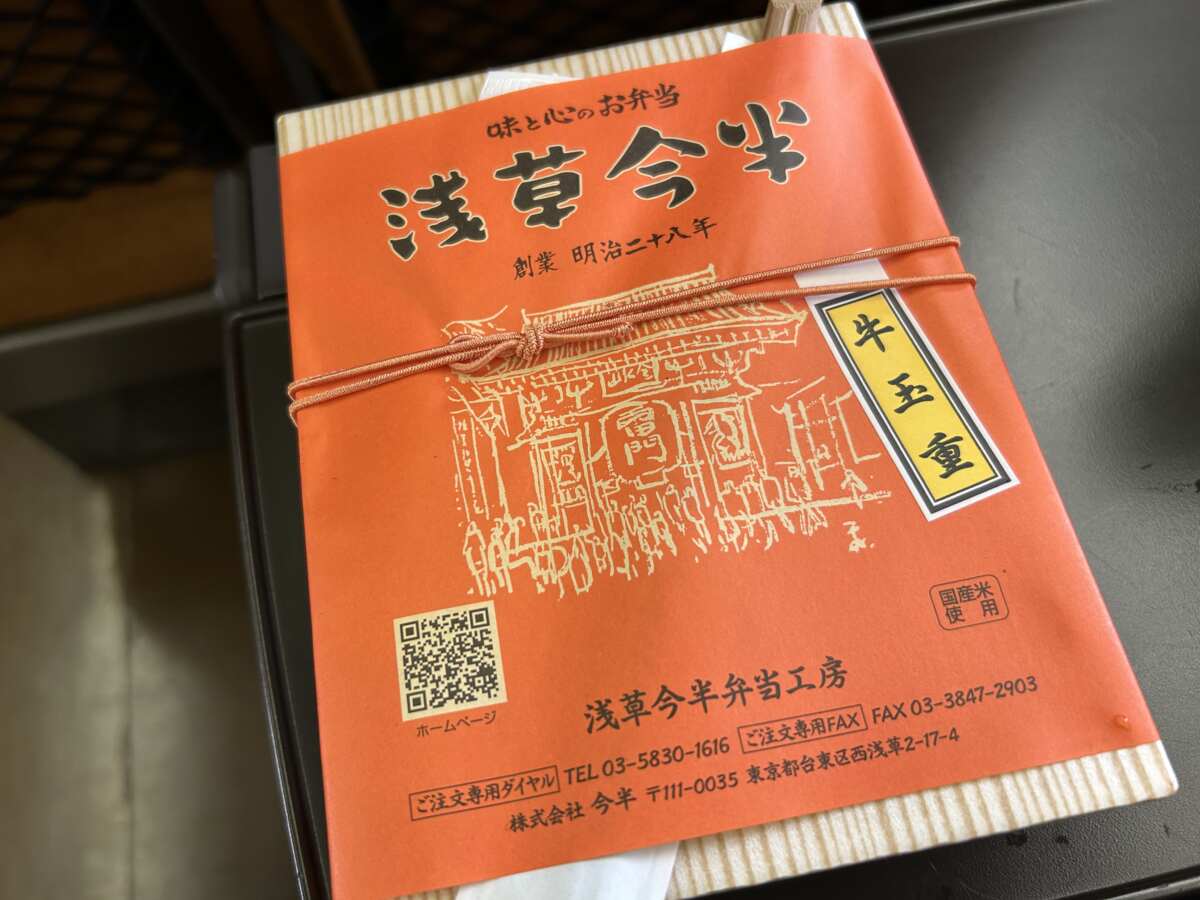 味と心のお弁当
浅草今半
創業 明治二十八年
雷門
牛玉重
国産米
使用
ホームページ
浅草今半弁当工房
ご注文専用ダイヤル TEL 03-5830-1616 ご注文専用FAX FAX 03-3847-2903
株式会社 今半 〒111-0035 東京都台東区西浅草2-17-4